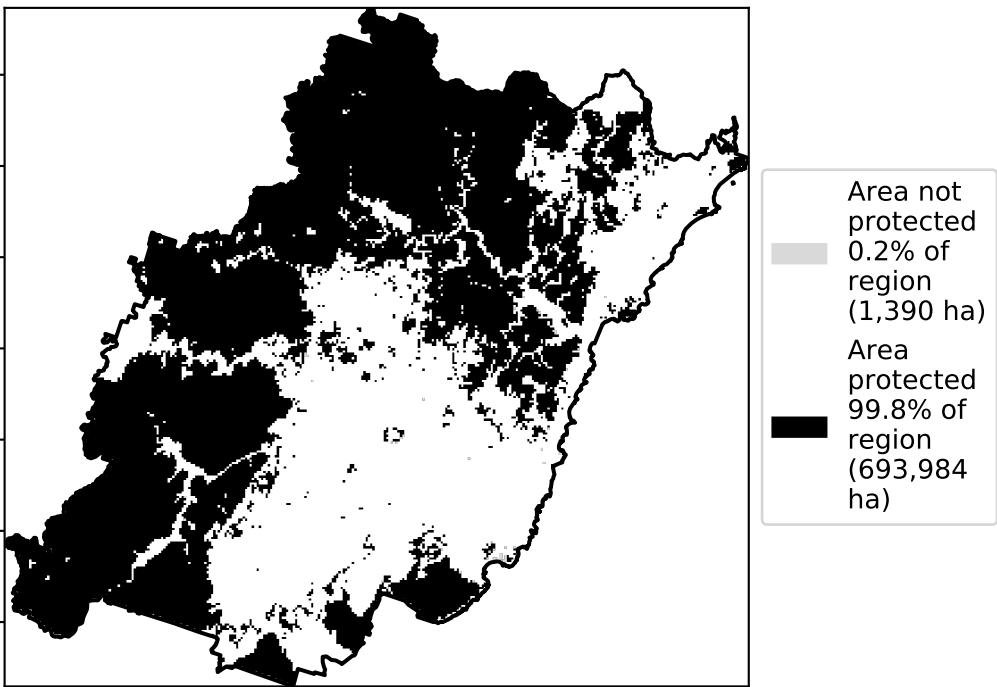 Area not
protected
0.2% of
region
(1,390 ha)
Area
protected
99.8% of
region
(693,984
ha)